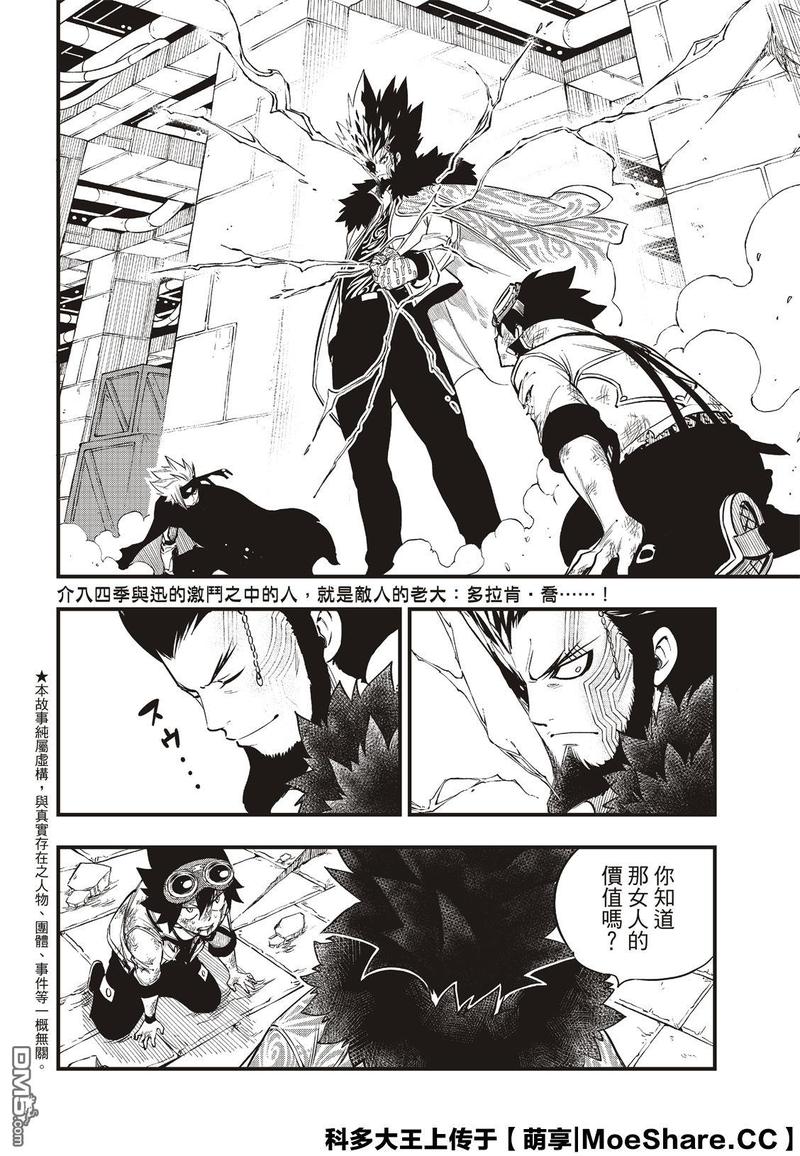 介入四季與迅的激鬥之中的人，就是敵人的老大：多拉肯·喬……！
スゥ…
你知道
那女人的
價值嗎？
★本故事純屬虛構，與真實存在之人物、團體、事件等一概無關。
DM5.com
科多大王上传于【萌享|MoeShare.CC】